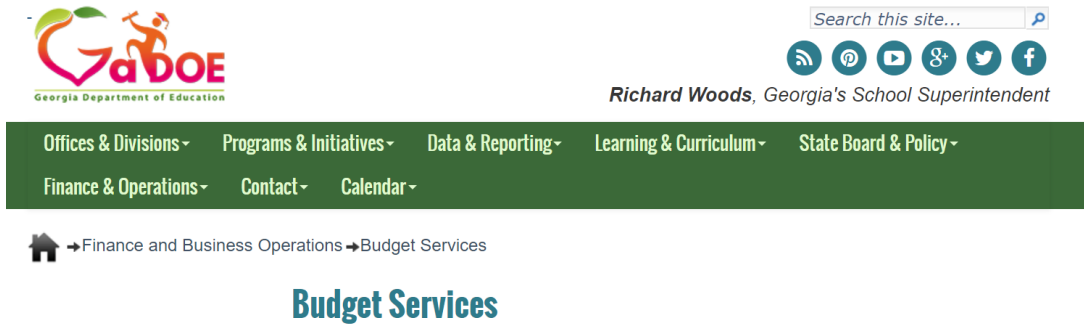 Search this site...
GaDOE
Georgia Department of Education
Richard Woods, Georgia's School Superintendent
Offices & Divisions Programs & Initiatives Data & Reporting Learning & Curriculum State Board & Policy
Finance & Operations Contact Calendar
Finance and Business Operations Budget Services
Budget Services